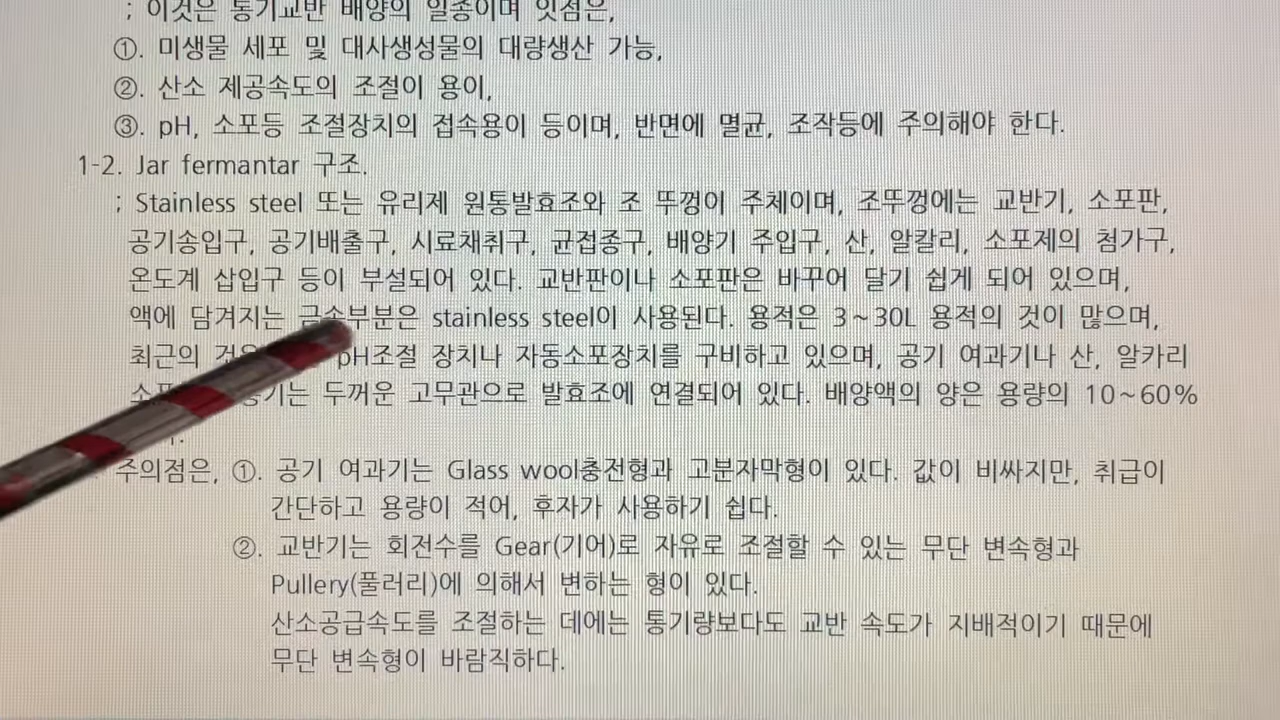 ; 이것은 통기교반 배양의 일종이며 잇점은,
①. 미생물 세포 및 대사생성물의 대량생산 가능,
②. 산소 제공속도의 조절이 용이,
③. pH, 소포등 조절장치의 접속용이 등이며, 반면에 멸균, 조작등에 주의해야 한다.
1-2. Jar fermantar 구조.
; Stainless steel 또는 유리제 원통발효조와 조 뚜껑이 주체이며, 조뚜껑에는 교반기, 소포판,
공기송입구, 공기배출구, 시료채취구, 균접종구, 배양기 주입구, 산, 알칼리, 소포제의 첨가구,
온도계 삽입구 등이 부설되어 있다. 교반판이나 소포판은 바꾸어 달기 쉽게 되어 있으며,
액에 담겨지는 금속부분은 stainless steel이 사용된다. 용적은 3~30L 용적의 것이 많으며,
최근의 pH조절 장치나 자동소포장치를 구비하고 있으며, 공기 여과기나 산, 알카리
두꺼운 고무관으로 발효조에 연결되어 있다. 배양액의 양은 용량의 10~60%
주의점은, ①. 공기 여과기는 Glass wool충전형과 고분자막형이 있다. 값이 비싸지만, 취급이
간단하고 용량이 적어, 후자가 사용하기 쉽다.
②. 교반기는 회전수를 Gear(기어)로 자유로 조절할 수 있는 무단 변속형과
Pullery(풀러리)에 의해서 변하는 형이 있다.
산소공급속도를 조절하는 데에는 통기량보다도 교반 속도가 지배적이기 때문에
무단 변속형이 바람직하다.